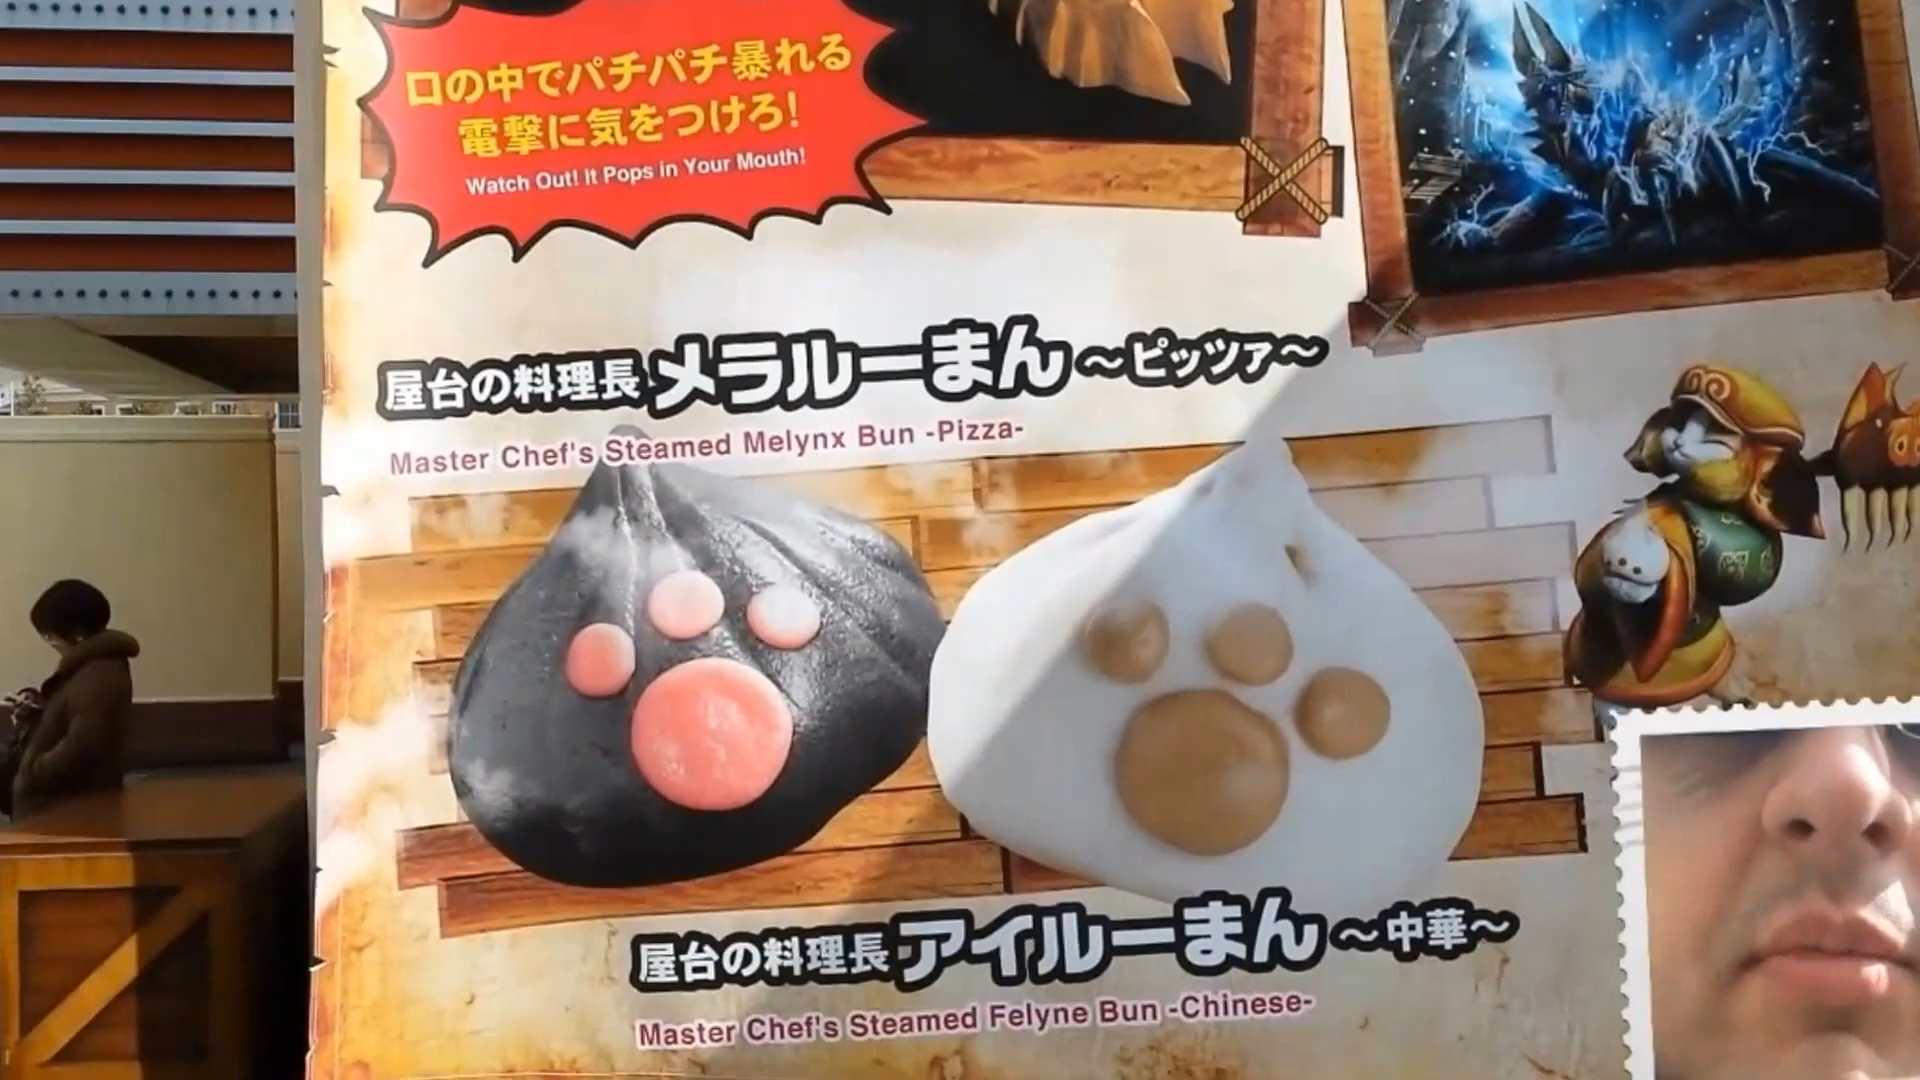 口の中でパチパチ暴れる
電撃に気をつけろ!
Watch Out! It Pops in Your Mouth!
屋台の料理長 メラルーまん ～ピッツァ～
Master Chef's Steamed Melynx Bun -Pizza-
屋台の料理長 アイルーまん ～中華～
Master Chef's Steamed Felyne Bun -Chinese-